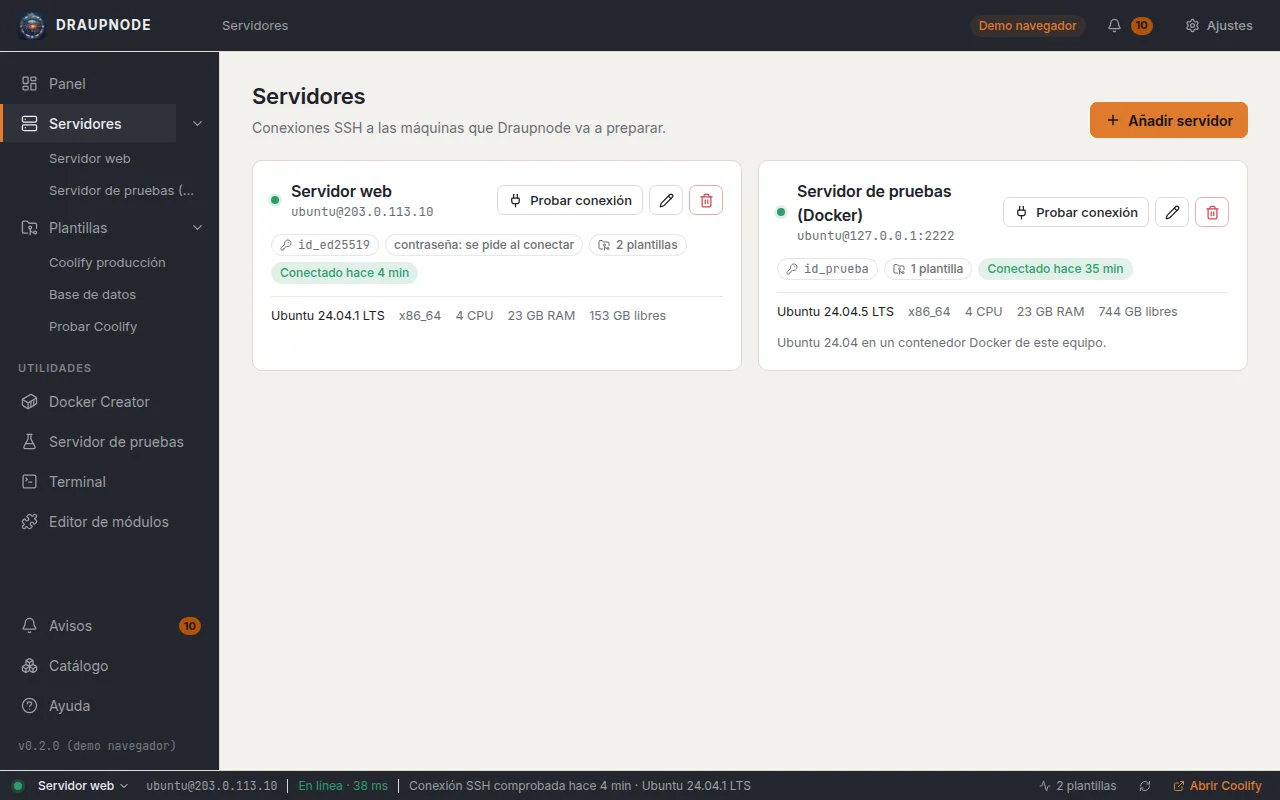 DRAUPNODE
Servidores
Demo navegador
10
Ajustes
Panel
Servidores
Servidor web
Servidor de pruebas (...
Plantillas
Coolify producción
Base de datos
Probar Coolify
UTILIDADES
Docker Creator
Servidor de pruebas
Terminal
Editor de módulos
Avisos
10
Catálogo
Ayuda
v0.2.0 (demo navegador)
Servidores
Conexiones SSH a las máquinas que Draupnode va a preparar.
+ Añadir servidor
Servidor web
ubuntu@203.0.113.10
Probar conexión
id_ed25519
contraseña: se pide al conectar
2 plantillas
Conectado hace 4 min
Ubuntu 24.04.1 LTS x86_64 4 CPU 23 GB RAM 153 GB libres
Servidor de pruebas
(Docker)
ubuntu@127.0.0.1:2222
Probar conexión
id_prueba
1 plantilla
Conectado hace 35 min
Ubuntu 24.04.5 LTS x86_64 4 CPU 23 GB RAM 744 GB libres
Ubuntu 24.04 en un contenedor Docker de este equipo.
Servidor web
ubuntu@203.0.113.10
En línea · 38 ms
Conexión SSH comprobada hace 4 min · Ubuntu 24.04.1 LTS
2 plantillas
Abrir Coolify